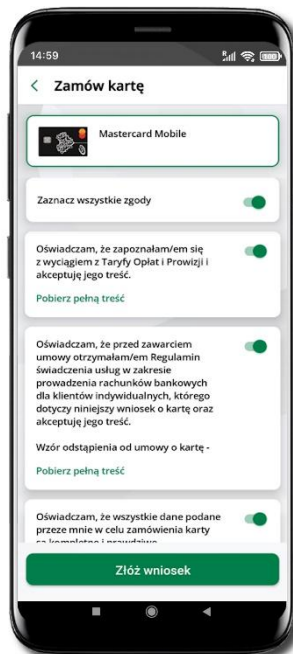 14:59
Zamów kartę
Mastercard Mobile
Zaznacz wszystkie zgody
Oświadczam, że zapoznałam/em się
z wyciągiem z Taryfy Opłat i Prowizji i
akceptuję jego treść.
Pobierz pełną treść
Oświadczam, że przed zawarciem
umowy otrzymałam/em Regulamin
świadczenia usług w zakresie
prowadzenia rachunków bankowych
dla klientów indywidualnych, którego
dotyczy niniejszy wniosek o kartę oraz
akceptuję jego treść.
Wzór odstąpienia od umowy o kartę -
Pobierz pełną treść
Oświadczam, że wszystkie dane podane
przeze mnie w celu zamówienia karty
są kompletne i prawdziwe
Złóż wniosek